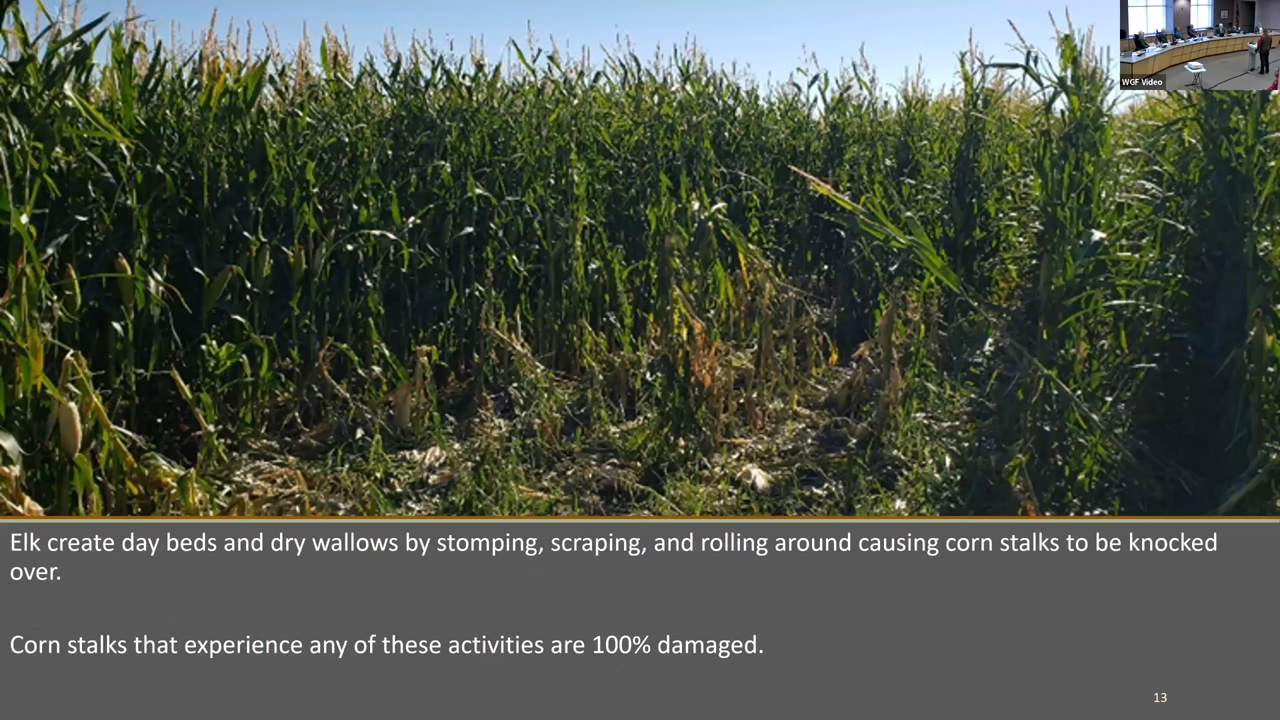 WGF Video
Elk create day beds and dry wallows by stomping, scraping, and rolling around causing corn stalks to be knocked
over.
Corn stalks that experience any of these activities are 100% damaged.
13